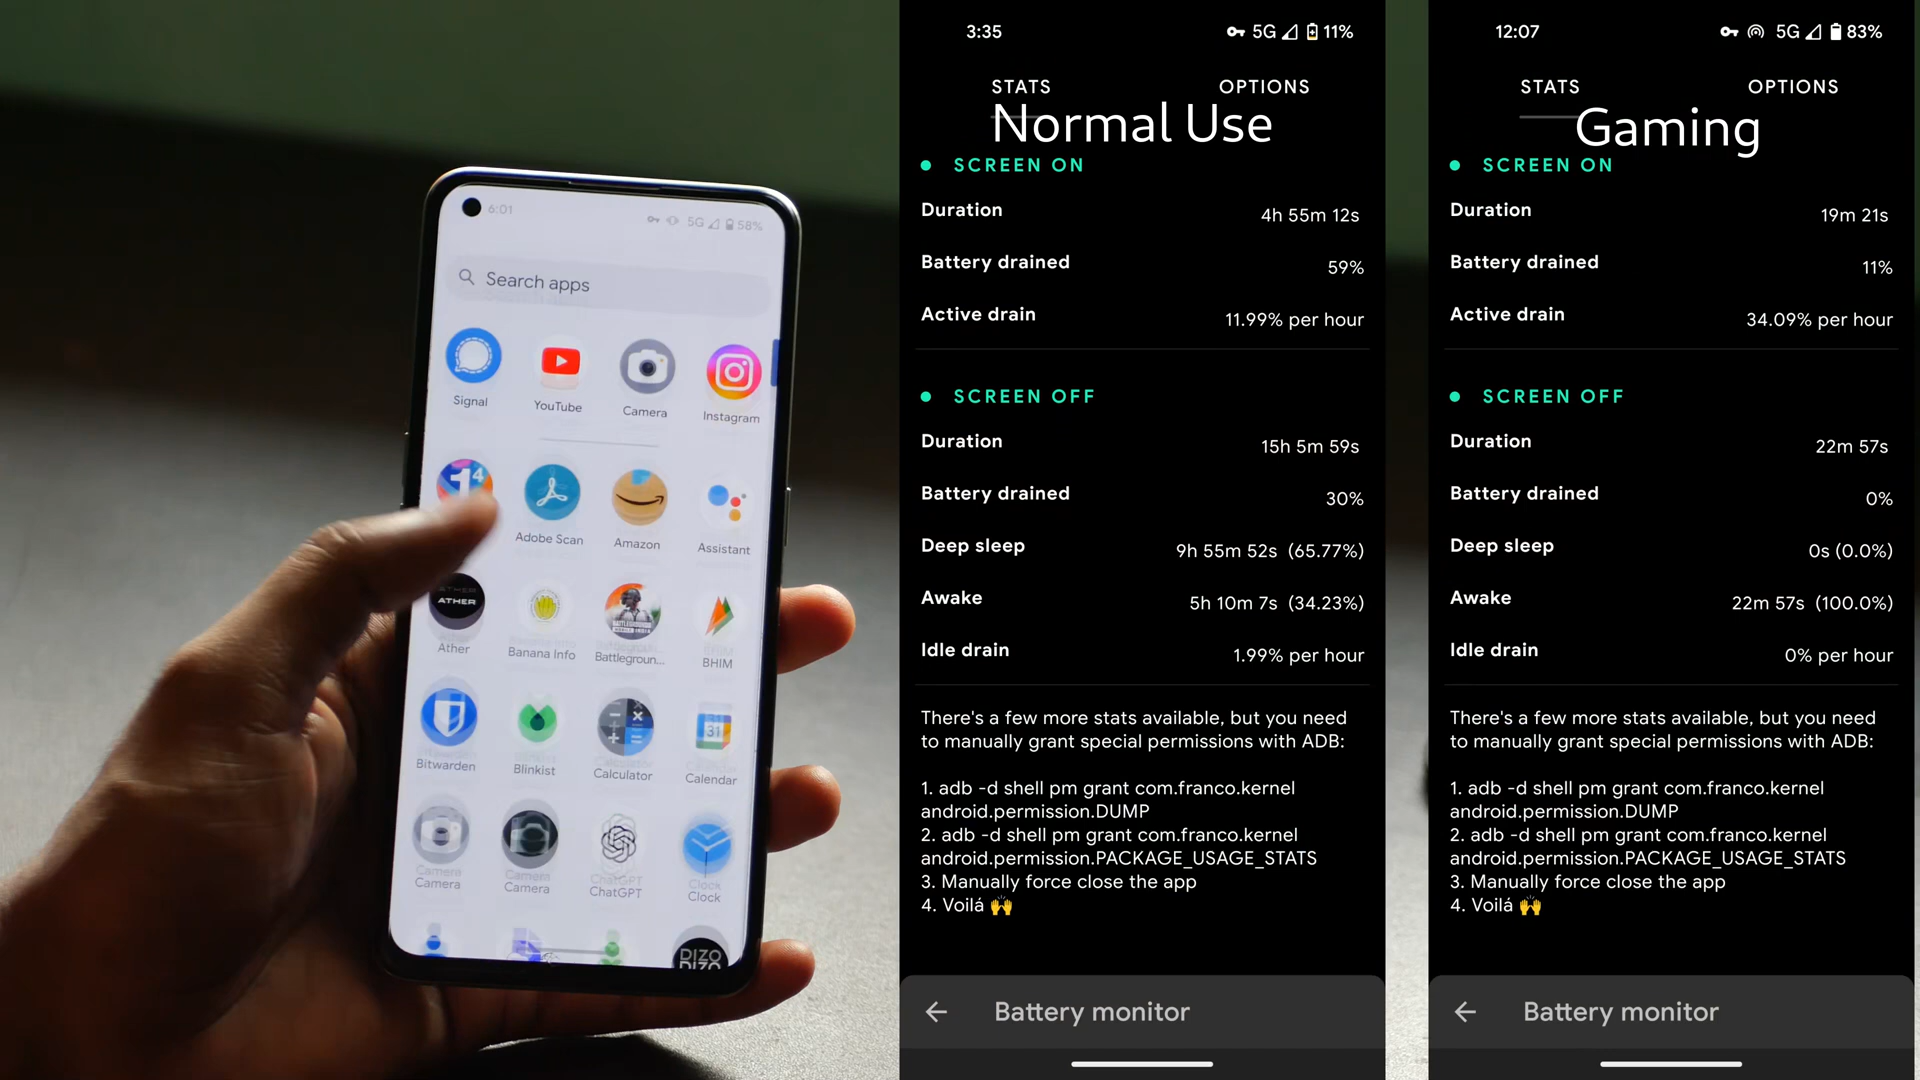 6:01
5G 58%
Search apps
Signal
YouTube
Camera
Instagram
14
Adobe Scan
Amazon
Assistant
ATHER
Ather
Banana Info
Battlegroun...
BHIM
Bitwarden
Blinkist
Calculator
31
Calendar
Camera
Camera
ChatGPT
Clock
DIZO
3:35
5G 11%
STATS OPTIONS
Normal Use
SCREEN ON
Duration 4h 55m 12s
Battery drained 59%
Active drain 11.99% per hour
SCREEN OFF
Duration 15h 5m 59s
Battery drained 30%
Deep sleep 9h 55m 52s (65.77%)
Awake 5h 10m 7s (34.23%)
Idle drain 1.99% per hour
There's a few more stats available, but you need
to manually grant special permissions with ADB:
1. adb -d shell pm grant com.franco.kernel
android.permission.DUMP
2. adb -d shell pm grant com.franco.kernel
android.permission.PACKAGE_USAGE_STATS
3. Manually force close the app
4. Voilá 🙌
Battery monitor
12:07
5G 83%
STATS OPTIONS
Gaming
SCREEN ON
Duration 19m 21s
Battery drained 11%
Active drain 34.09% per hour
SCREEN OFF
Duration 22m 57s
Battery drained 0%
Deep sleep 0s (0.0%)
Awake 22m 57s (100.0%)
Idle drain 0% per hour
There's a few more stats available, but you need
to manually grant special permissions with ADB:
1. adb -d shell pm grant com.franco.kernel
android.permission.DUMP
2. adb -d shell pm grant com.franco.kernel
android.permission.PACKAGE_USAGE_STATS
3. Manually force close the app
4. Voilá 🙌
Battery monitor